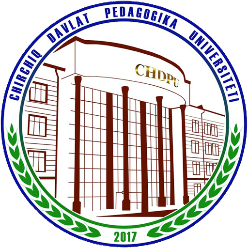 CHIRCHIQ DAVLAT PEDAGOGIKA UNIVERSITETI
CHDPU
2017